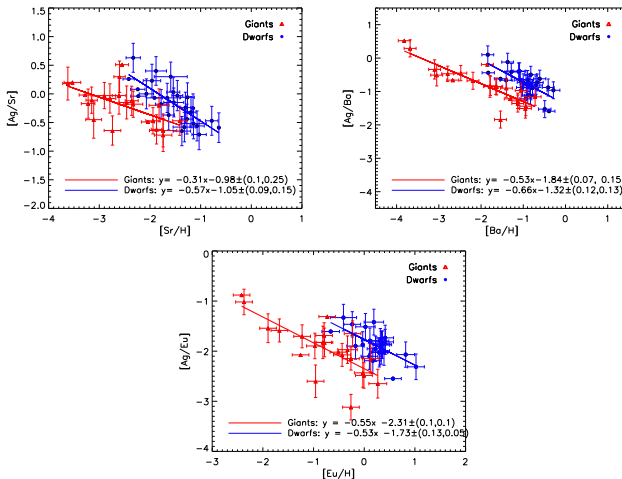 1.5
1.0
0.5
0.0
-0.5
-1.0
-1.5
-2.0
[Ag/Sr]
Giants
Dwarfs
Giants: y= -0.31x-0.98±(0.1,0.25)
Dwarfs: y= -0.57x-1.05±(0.09,0.15)
-4 -3 -2 -1 0 1
[Sr/H]
1
0
-1
-2
-3
-4
[Ag/Ba]
Giants
Dwarfs
Giants: y= -0.53x-1.84±(0.07, 0.15
Dwarfs: y= -0.66x-1.32±(0.12,0.13)
-4 -3 -2 -1 0 1
[Ba/H]
0
-1
-2
-3
-4
[Ag/Eu]
Giants
Dwarfs
Giants: y = -0.55x -2.31±(0.1,0.1)
Dwarfs: y = -0.53x -1.73±(0.13,0.05)
-3 -2 -1 0 1 2
[Eu/H]